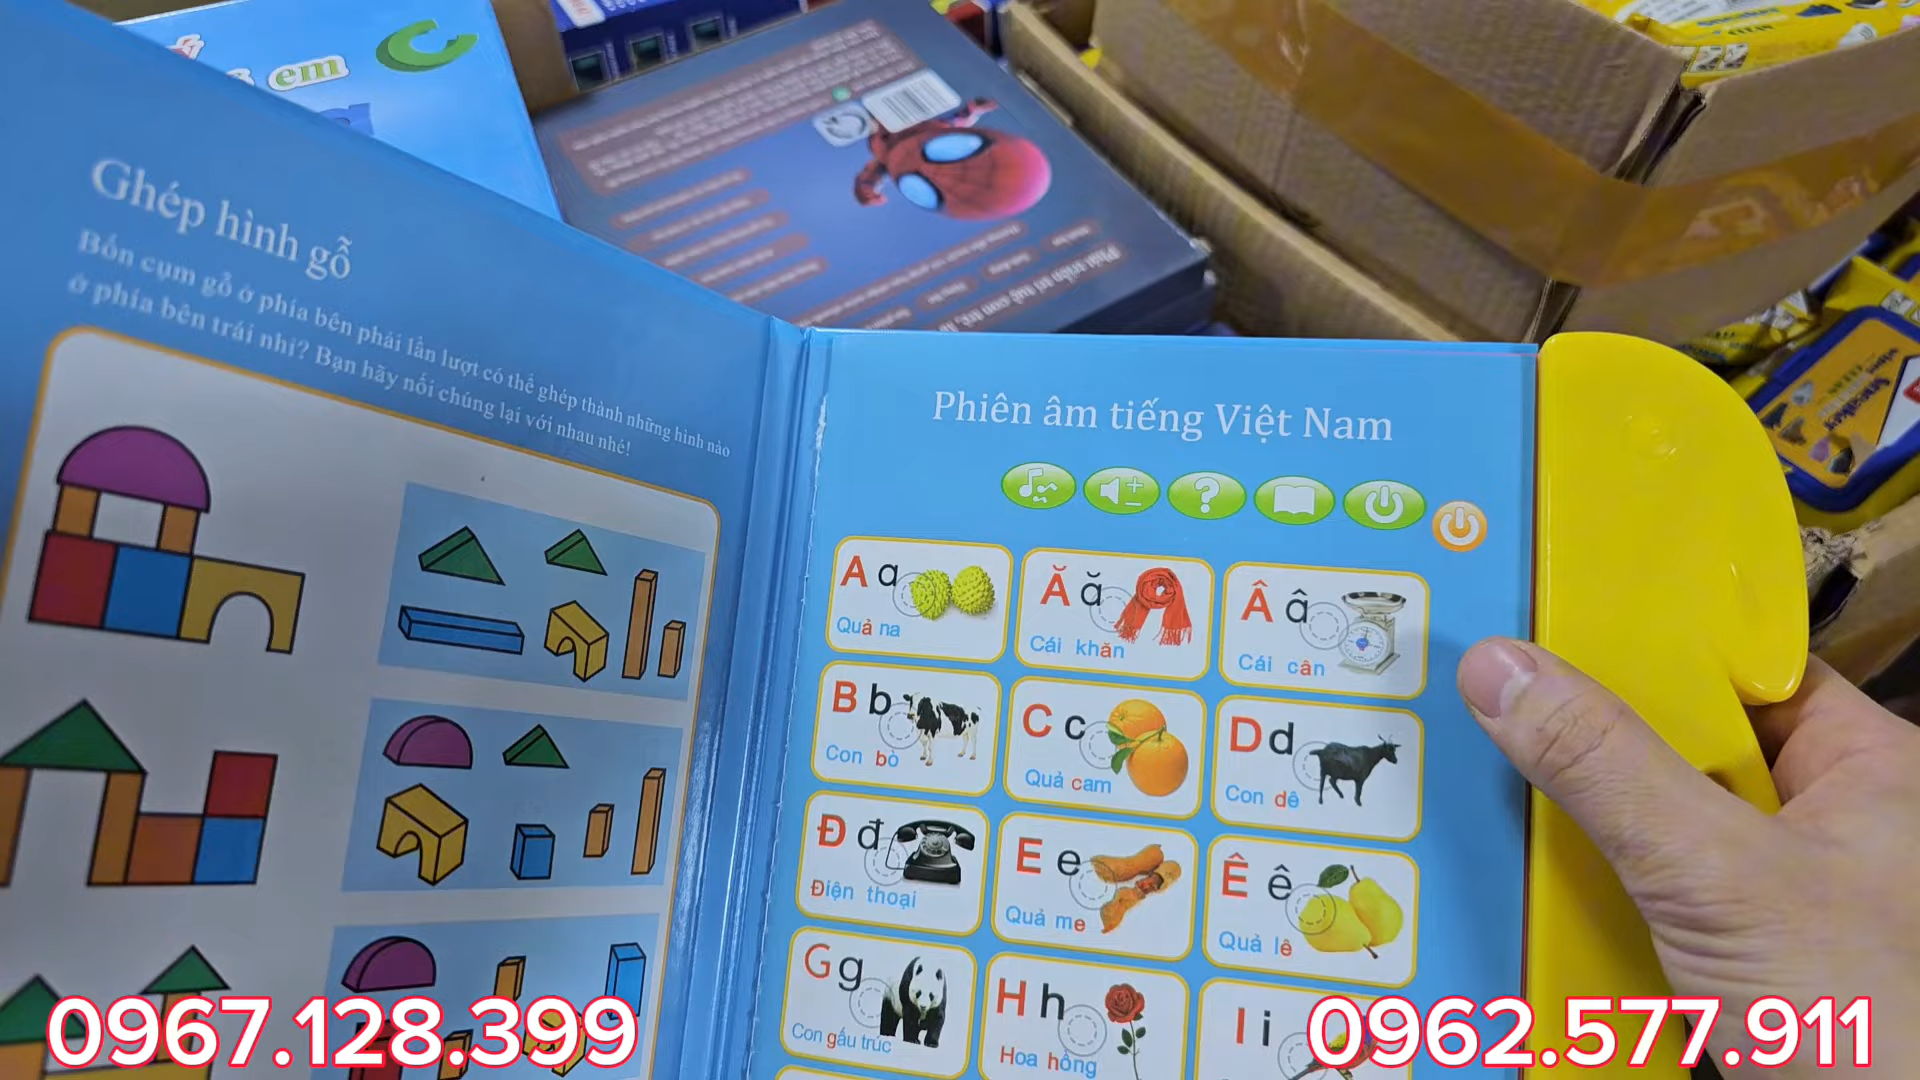 em
Ghép hình gỗ
Bốn cụm gỗ ở phía bên phải lần lượt có thể ghép thành những hình nào
ở phía bên trái nhỉ? Bạn hãy nối chúng lại với nhau nhé!
Phiên âm tiếng Việt Nam
A a
Quả na
Ă ă
Cái khăn
Â â
Cái cân
B b
Con bò
C c
Quả cam
D d
Con dê
Đ đ
Điện thoại
E e
Quả me
Ê ê
Quả lê
G g
Con gấu trúc
H h
Hoa hồng
I i
0967.128.399
0962.577.911